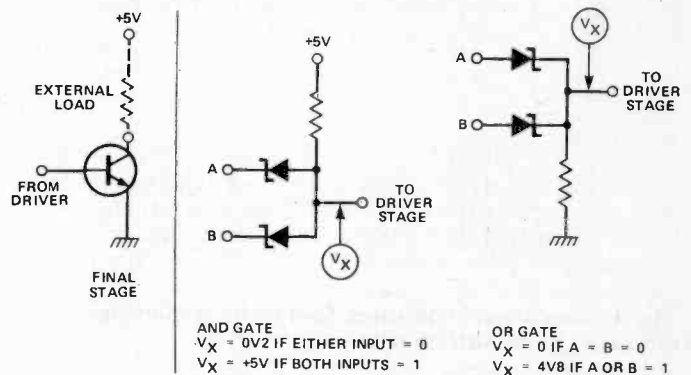 +5V
EXTERNAL
LOAD
FROM
DRIVER
FINAL
STAGE
+5V
A
B
TO
DRIVER
STAGE
VX
AND GATE
VX = 0V2 IF EITHER INPUT = 0
VX = +5V IF BOTH INPUTS = 1
VX
A
B
TO
DRIVER
STAGE
OR GATE
VX = 0 IF A = B = 0
VX = 4V8 IF A OR B = 1